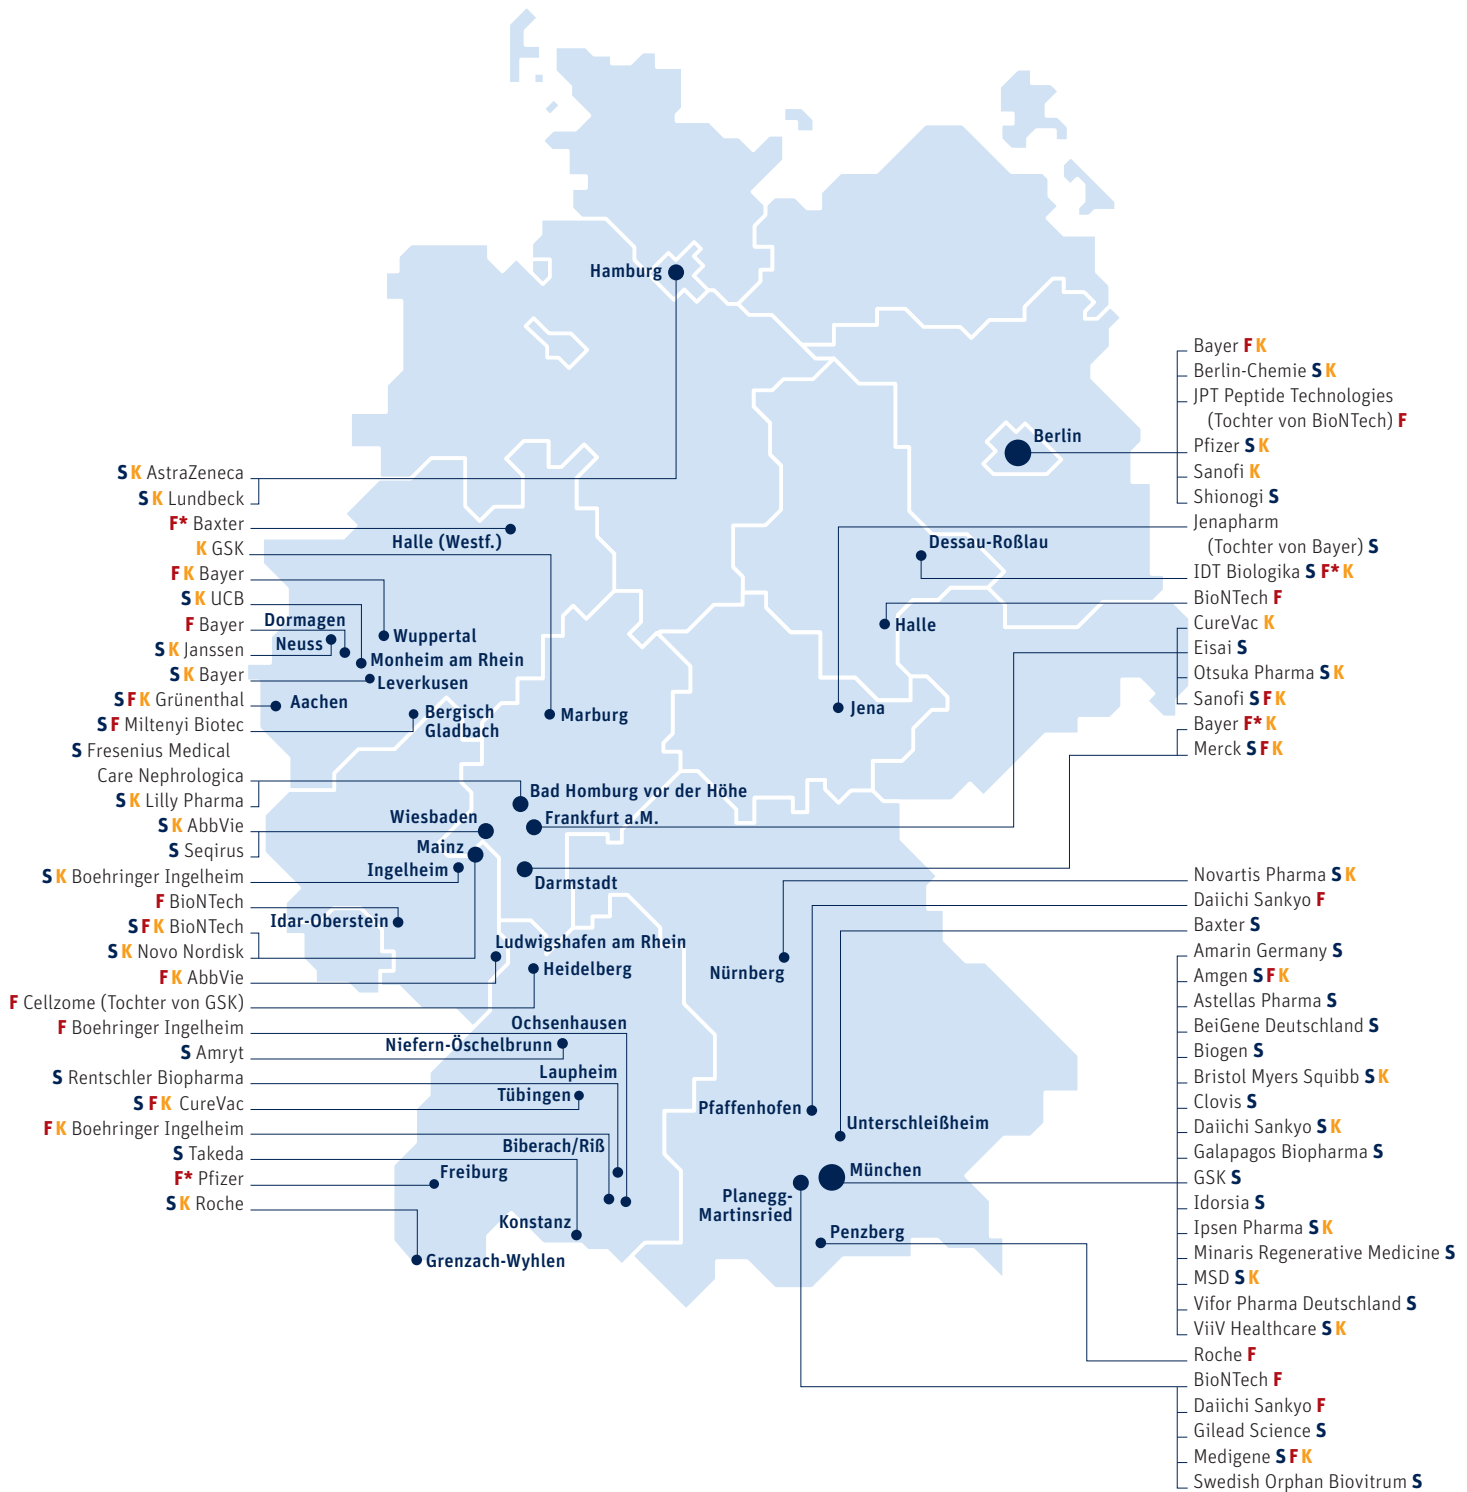 Hamburg
Berlin
Halle (Westf.)
Dessau-Roßlau
Halle
Dormagen
Neuss
Wuppertal
Monheim am Rhein
Leverkusen
Aachen
Bergisch
Gladbach
Marburg
Jena
Bad Homburg vor der Höhe
Wiesbaden
Frankfurt a.M.
Mainz
Ingelheim
Darmstadt
Idar-Oberstein
Ludwigshafen am Rhein
Heidelberg
Nürnberg
Ochsenhausen
Niefern-Öschelbrunn
Laupheim
Tübingen
Pfaffenhofen
Unterschleißheim
Biberach/Riß
Freiburg
München
Planegg-
Martinsried
Konstanz
Penzberg
Grenzach-Wyhlen
S K AstraZeneca
S K Lundbeck
F* Baxter
K GSK
F K Bayer
S K UCB
F Bayer
S K Janssen
S K Bayer
S F K Grünenthal
S F Miltenyi Biotec
S Fresenius Medical
Care Nephrologica
S K Lilly Pharma
S K AbbVie
S Seqirus
S K Boehringer Ingelheim
F BioNTech
S F K BioNTech
S K Novo Nordisk
F K AbbVie
F Cellzome (Tochter von GSK)
F Boehringer Ingelheim
S Amryt
S Rentschler Biopharma
S F K CureVac
F K Boehringer Ingelheim
S Takeda
F* Pfizer
S K Roche
Bayer F K
Berlin-Chemie S K
JPT Peptide Technologies
(Tochter von BioNTech) F
Pfizer S K
Sanofi K
Shionogi S
Jenapharm
(Tochter von Bayer) S
IDT Biologika S F* K
BioNTech F
CureVac K
Eisai S
Otsuka Pharma S K
Sanofi S F K
Bayer F* K
Merck S F K
Novartis Pharma S K
Daiichi Sankyo F
Baxter S
Amarin Germany S
Amgen S F K
Astellas Pharma S
BeiGene Deutschland S
Biogen S
Bristol Myers Squibb S K
Clovis S
Daiichi Sankyo S K
Galapagos Biopharma S
GSK S
Idorsia S
Ipsen Pharma S K
Minaris Regenerative Medicine S
MSD S K
Vifor Pharma Deutschland S
ViiV Healthcare S K
Roche F
BioNTech F
Daiichi Sankyo F
Gilead Science S
Medigene S F K
Swedish Orphan Biovitrum S